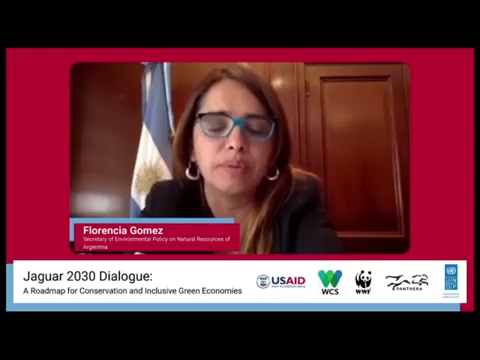 Florencia Gomez
Secretary of Environmental Policy on Natural Resources of
Argentina
Jaguar 2030 Dialogue:
A Roadmap for Conservation and Inclusive Green Economies
USAID
WCS
WWF
PANTHERA